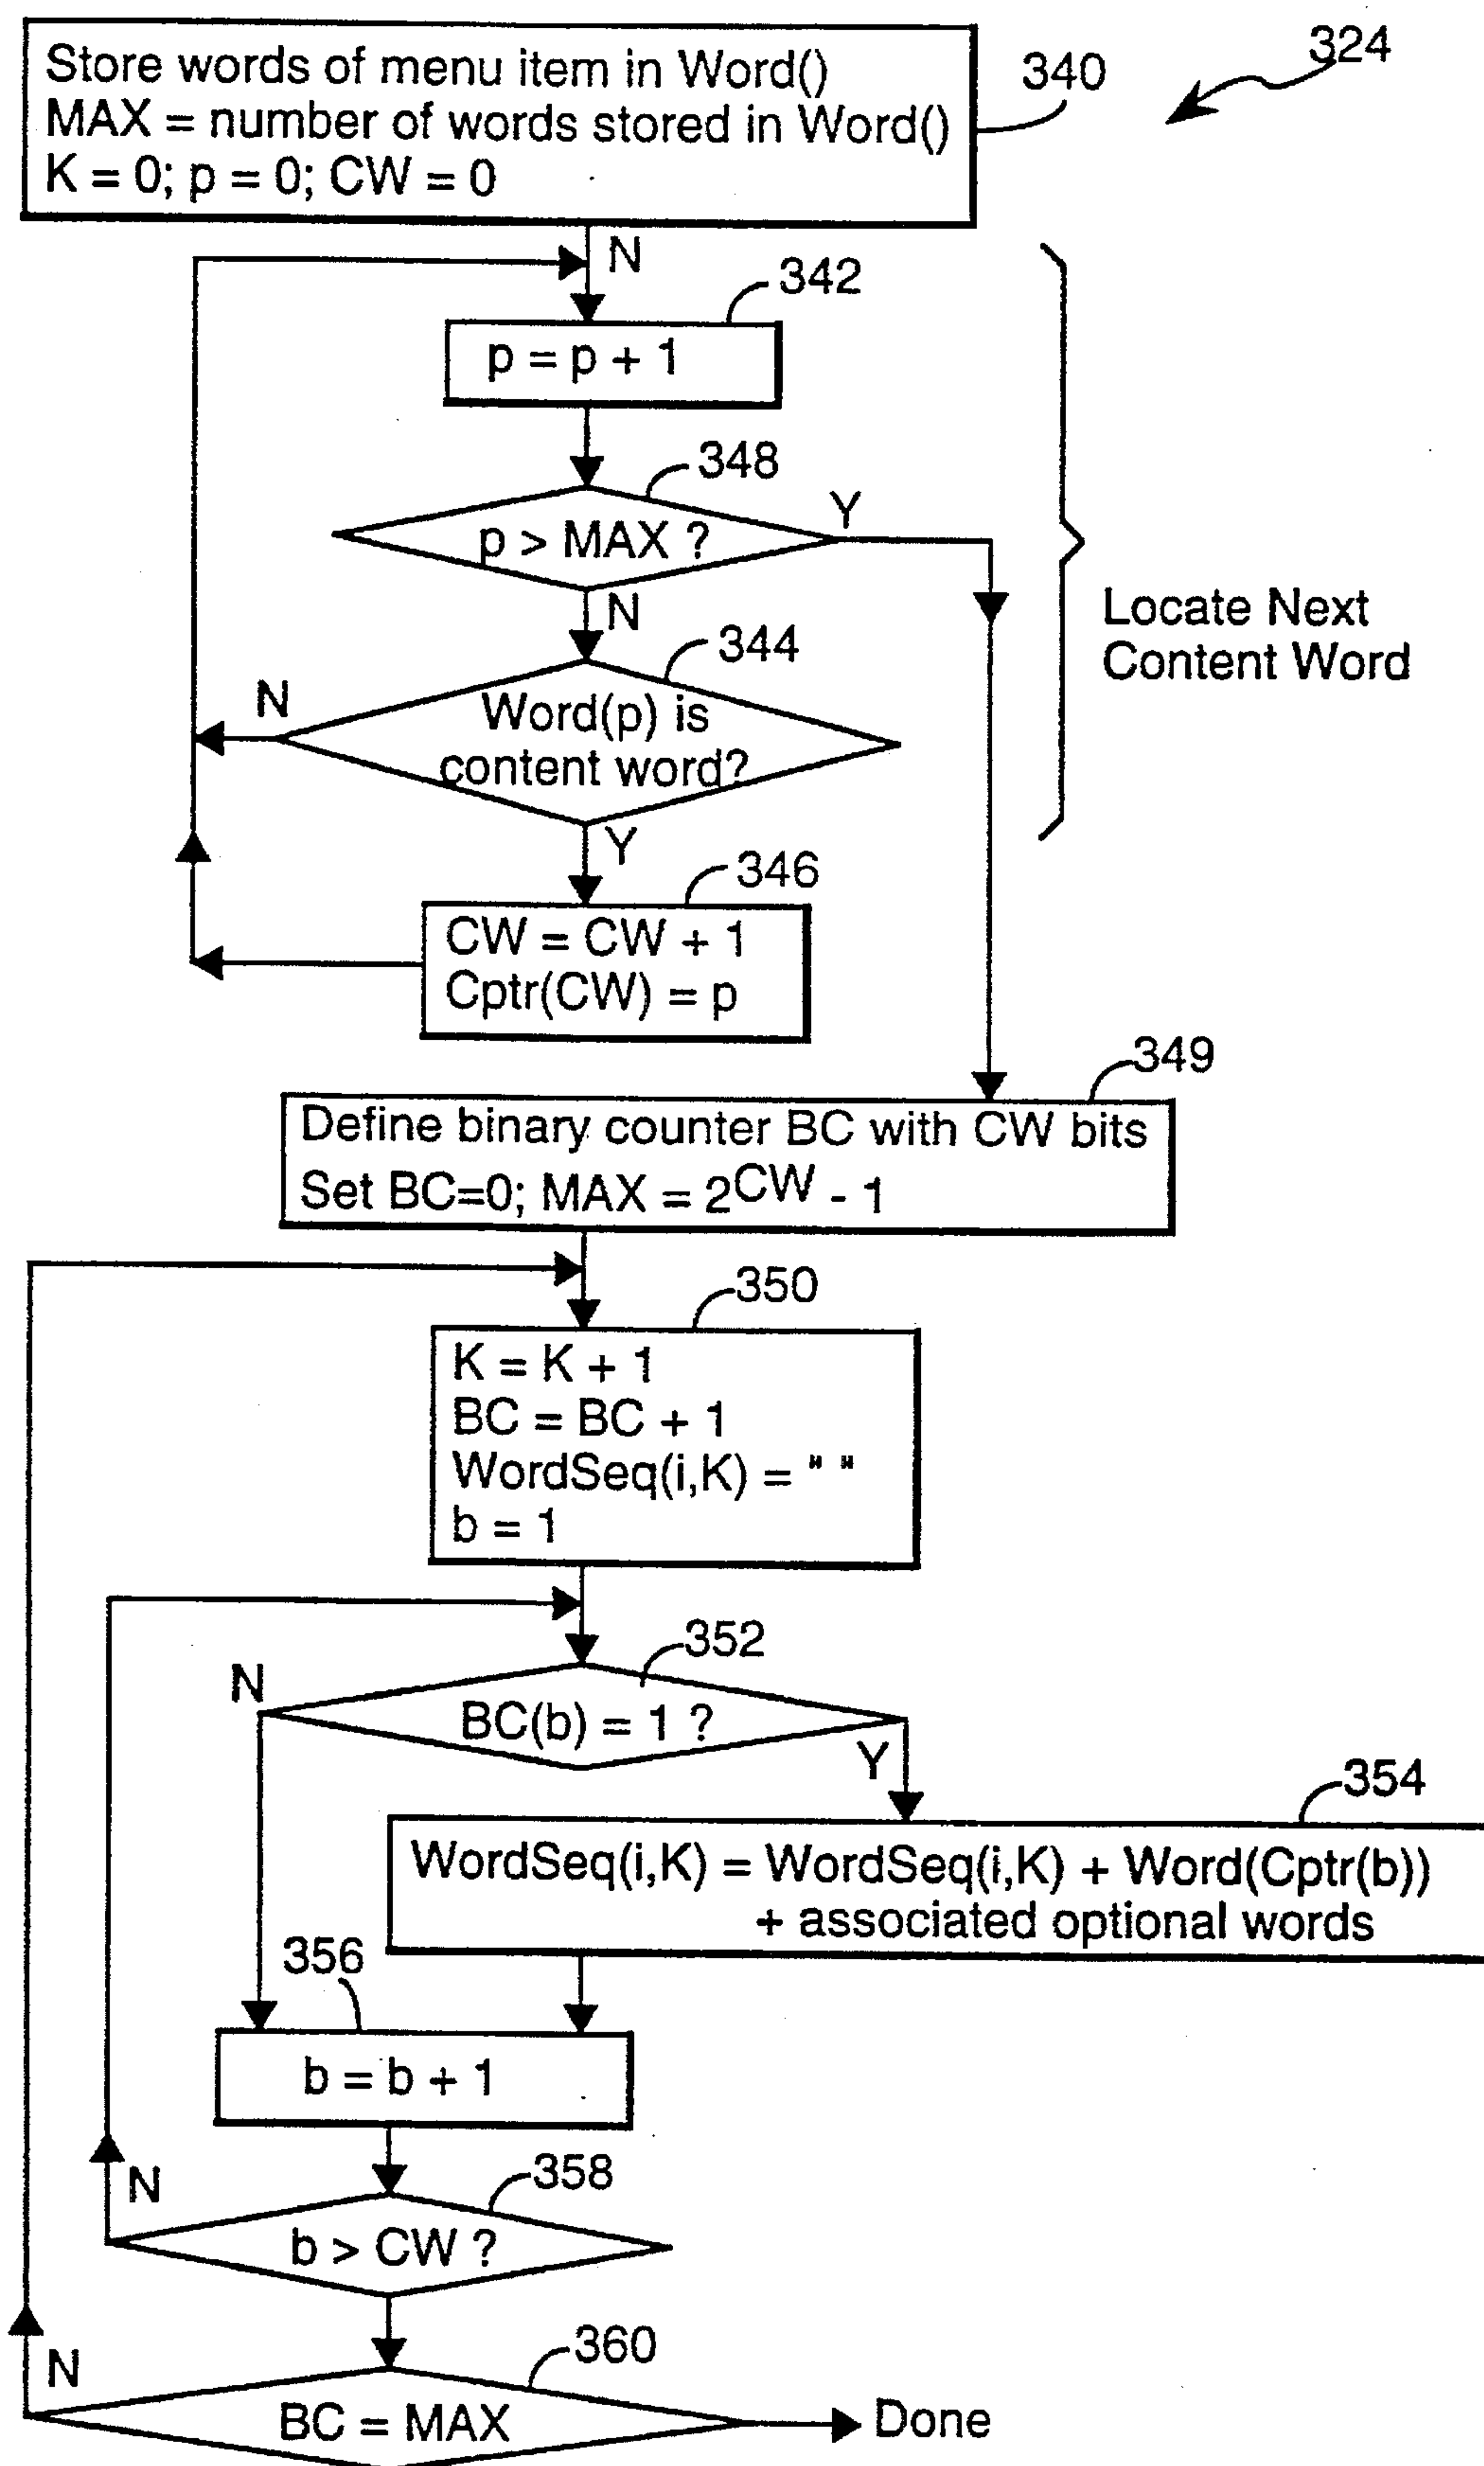 324
Store words of menu item in Word()
MAX = number of words stored in Word()
K = 0; p = 0; CW = 0
340
N
342
p = p + 1
348
p > MAX ?
Y
N
Locate Next
Content Word
344
N
Word(p) is
content word?
Y
346
CW = CW + 1
Cptr(CW) = p
349
Define binary counter BC with CW bits
Set BC=0; MAX = 2^CW - 1
350
K = K + 1
BC = BC + 1
WordSeq(i,K) = " "
b = 1
352
N
BC(b) = 1 ?
Y
354
WordSeq(i,K) = WordSeq(i,K) + Word(Cptr(b))
+ associated optional words
356
b = b + 1
358
N
b > CW ?
360
N
BC = MAX
Done